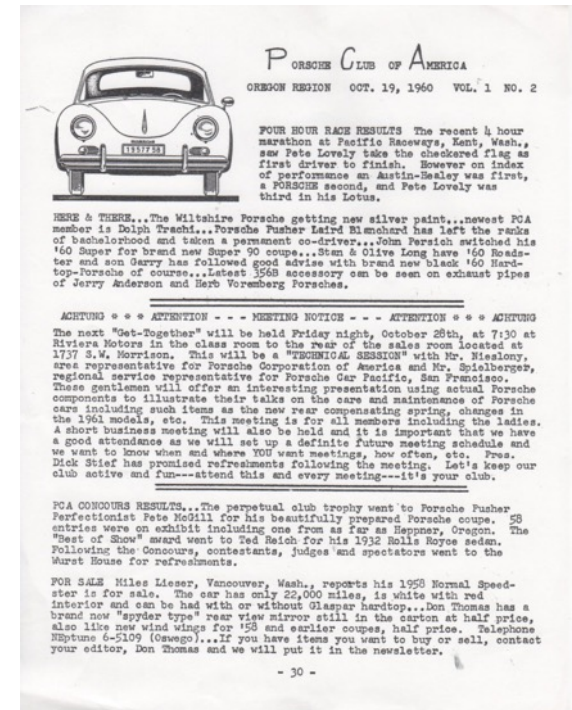 PORSCHE CLUB OF AMERICA
OREGON REGION OCT. 19, 1960 VOL. 1 NO. 2
FOUR HOUR RACE RESULTS The recent 4 hour
marathon at Pacific Raceways, Kent, Wash.,
saw Pete Lovely take the checkered flag as
first driver to finish. However on index
of performance an Austin-Healey was first,
a PORSCHE second, and Pete Lovely was
third in his Lotus.
HERE & THERE...The Wiltshire Porsche getting new silver paint...newest PCA
member is Dolph Trachi...Porsche Pusher Laird Blanchard has left the ranks
of bachelorhood and taken a permanent co-driver...John Persich switched his
'60 Super for brand new Super 90 coupe...Stan & Olive Long have '60 Roads-
ter and son Garry has followed good advise with brand new black '60 Hard-
top-Porsche of course...Latest 356B accessory can be seen on exhaust pipes
of Jerry Anderson and Herb Voremberg Porsches.
ACHTUNG * * * ATTENTION - - - MEETING NOTICE - - - ATTENTION * * * ACHTUNG
The next "Get-Together" will be held Friday night, October 28th, at 7:30 at
Riviera Motors in the class room to the rear of the sales room located at
1737 S.W. Morrison. This will be a "TECHNICAL SESSION" with Mr. Nieslony,
area representative for Porsche Corporation of America and Mr. Spielberger,
regional service representative for Porsche Car Pacific, San Francisco.
These gentlemen will offer an interesting presentation using actual Porsche
components to illustrate their talks on the care and maintenance of Porsche
cars including such items as the new rear compensating spring, changes in
the 1961 models, etc. This meeting is for all members including the ladies.
A short business meeting will also be held and it is important that we have
a good attendance as we will set up a definite future meeting schedule and
we want to know when and where YOU want meetings, how often, etc. Pres.
Dick Stief has promised refreshments following the meeting. Let's keep our
club active and fun---attend this and every meeting---it's your club.
PCA CONCOURS RESULTS...The perpetual club trophy went to Porsche Pusher
Perfectionist Pete McGill for his beautifully prepared Porsche coupe. 58
entries were on exhibit including one from as far as Heppner, Oregon. The
"Best of Show" award went to Ted Reich for his 1932 Rolls Royce sedan.
Following the Concours, contestants, judges and spectators went to the
Wurst House for refreshments.
FOR SALE Miles Lieser, Vancouver, Wash., reports his 1958 Normal Speed-
ster is for sale. The car has only 22,000 miles, is white with red
interior and can be had with or without Glaspar hardtop...Don Thomas has a
brand new "spyder type" rear view mirror still in the carton at half price,
also like new wind wings for '58 and earlier coupes, half price. Telephone
NEptune 6-5109 (Oswego)...If you have items you want to buy or sell, contact
your editor, Don Thomas and we will put it in the newsletter.
- 30 -